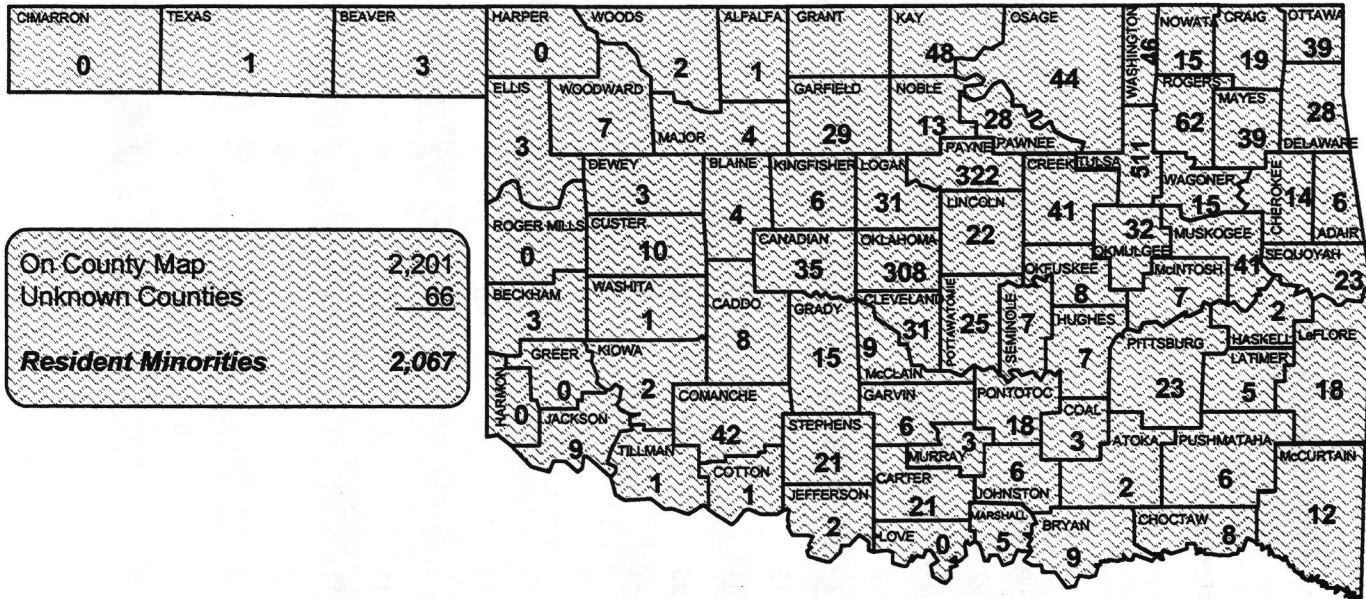 CIMARRON TEXAS BEAVER HARPER WOODS ALFALFA GRANT KAY OSAGE WASHINGTON NOWATA CRAIG OTTAWA
0 1 3 0 2 1 48 44 46 15 19 39
ELLIS WOODWARD MAJOR GARFIELD NOBLE PAWNEE ROGERS MAYES DELAWARE
3 7 4 29 13 28 62 39 28
DEWEY BLAINE KINGFISHER LOGAN PAYNE CREEK TULSA WAGONER CHEROKEE ADAIR
3 4 6 31 322 41 511 15 14 6
ROGER MILLS CUSTER CANADIAN OKLAHOMA LINCOLN OKMULGEE MUSKOGEE SEQUOYAH
0 10 35 308 22 32 41 23
On County Map 2,201
Unknown Counties 66
Resident Minorities 2,067
BECKHAM WASHITA CADDO GRADY CLEVELAND POTTAWATOMIE SEMINOLE OKFUSKEE McINTOSH HASKELL
3 1 8 15 31 25 7 8 7 2
GREER KIOWA McCLAIN HUGHES PITTSBURG LATIMER LeFLORE
0 2 9 7 23 5 18
HARMON JACKSON COMANCHE GARVIN PONTOTOC COAL
0 9 42 6 18 3
TILLMAN COTTON STEPHENS MURRAY ATOKA PUSHMATAHA McCURTAIN
1 1 21 3 2 6 12
JEFFERSON CARTER JOHNSTON
2 21 6
LOVE MARSHALL BRYAN CHOCTAW
0 5 9 8